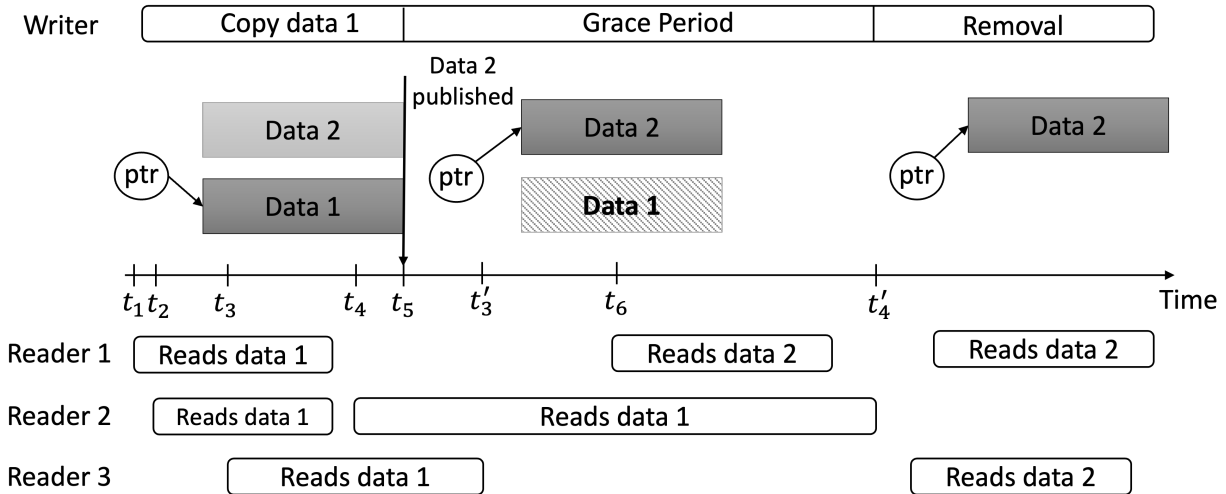 Writer Copy data 1 Grace Period Removal
Data 2
published
Data 2 Data 2 Data 2
ptr ptr ptr
Data 1 Data 1
t₁ t₂ t₃ t₄ t₅ t₃′ t₆ t₄′ Time
Reader 1 Reads data 1 Reads data 2 Reads data 2
Reader 2 Reads data 1 Reads data 1
Reader 3 Reads data 1 Reads data 2